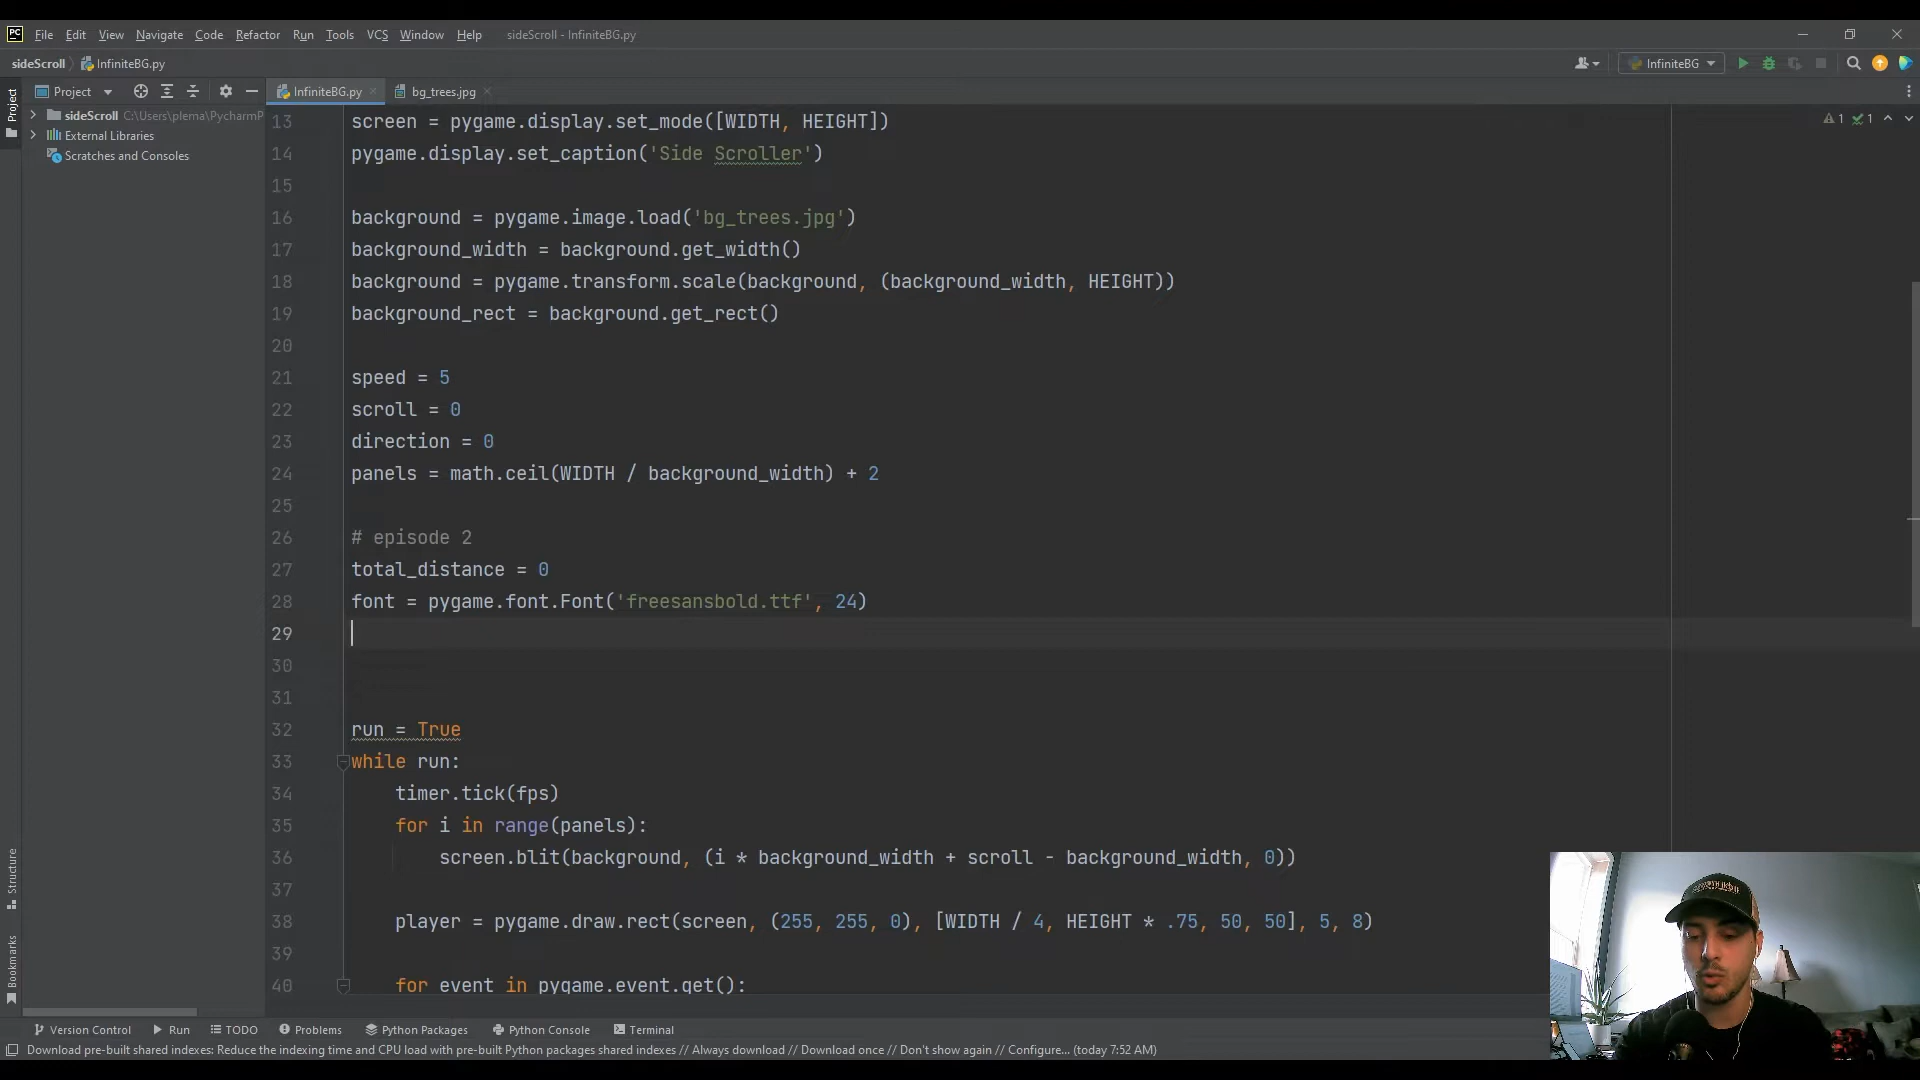 PC File Edit View Navigate Code Refactor Run Tools VCS Window Help sideScroll - InfiniteBG.py
sideScroll InfiniteBG.py InfiniteBG
Project Project InfiniteBG.py bg_trees.jpg
sideScroll C:\Users\plema\PycharmP
External Libraries
Scratches and Consoles
1 1
13 screen = pygame.display.set_mode([WIDTH, HEIGHT])
14 pygame.display.set_caption('Side Scroller')
15
16 background = pygame.image.load('bg_trees.jpg')
17 background_width = background.get_width()
18 background = pygame.transform.scale(background, (background_width, HEIGHT))
19 background_rect = background.get_rect()
20
21 speed = 5
22 scroll = 0
23 direction = 0
24 panels = math.ceil(WIDTH / background_width) + 2
25
26 # episode 2
27 total_distance = 0
28 font = pygame.font.Font('freesansbold.ttf', 24)
29
30
31
32 run = True
33 while run:
34 timer.tick(fps)
35 for i in range(panels):
36 screen.blit(background, (i * background_width + scroll - background_width, 0))
37
38 player = pygame.draw.rect(screen, (255, 255, 0), [WIDTH / 4, HEIGHT * .75, 50, 50], 5, 8)
39
40 for event in pygame.event.get():
Structure
Bookmarks
Version Control Run TODO Problems Python Packages Python Console Terminal
Download pre-built shared indexes: Reduce the indexing time and CPU load with pre-built Python packages shared indexes // Always download // Download once // Don't show again // Configure... (today 7:52 AM)